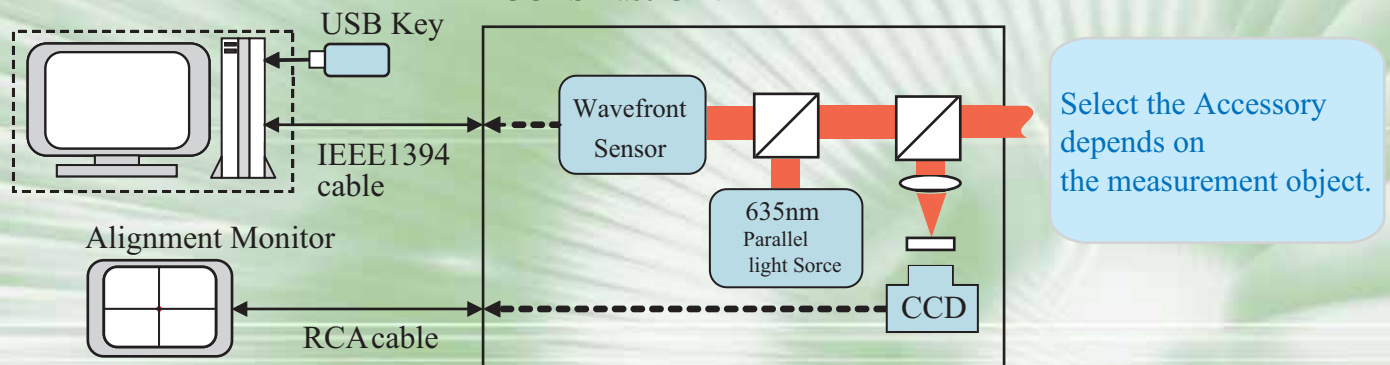 USB Key
IEEE1394
cable
Alignment Monitor
RCA cable
Wavefront
Sensor
635nm
Parallel
light Sorce
CCD
Select the Accessory
depends on
the measurement object.